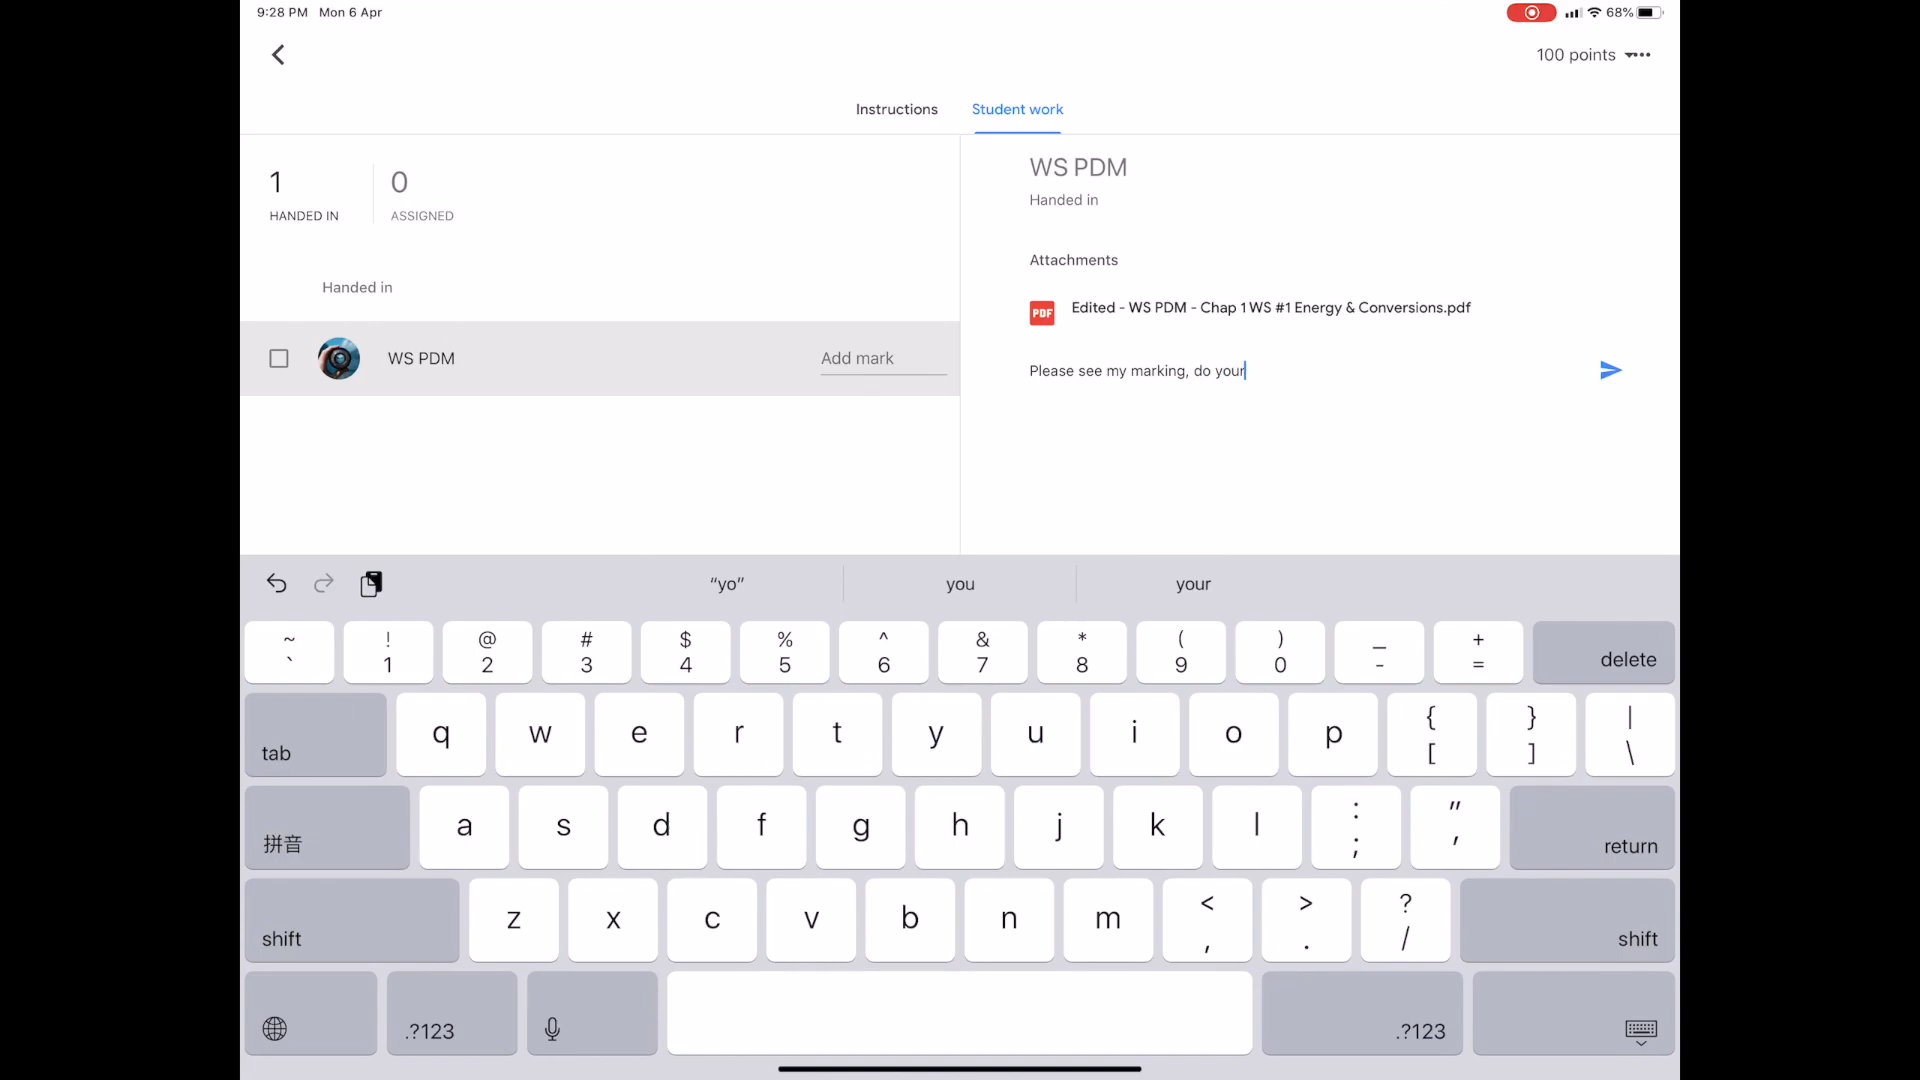 9:28 PM Mon 6 Apr
68%
100 points
Instructions
Student work
1
HANDED IN
0
ASSIGNED
Handed in
WS PDM
Add mark
WS PDM
Handed in
Attachments
PDF
Edited - WS PDM - Chap 1 WS #1 Energy & Conversions.pdf
Please see my marking, do your
“yo” you your
~ ! @ # $ % ^ & * ( ) _ +
` 1 2 3 4 5 6 7 8 9 0 - = delete
tab q w e r t y u i o p { [ } ] | \
拼音 a s d f g h j k l : ; " ' return
shift z x c v b n m < , > . ? / shift
.?123 .?123